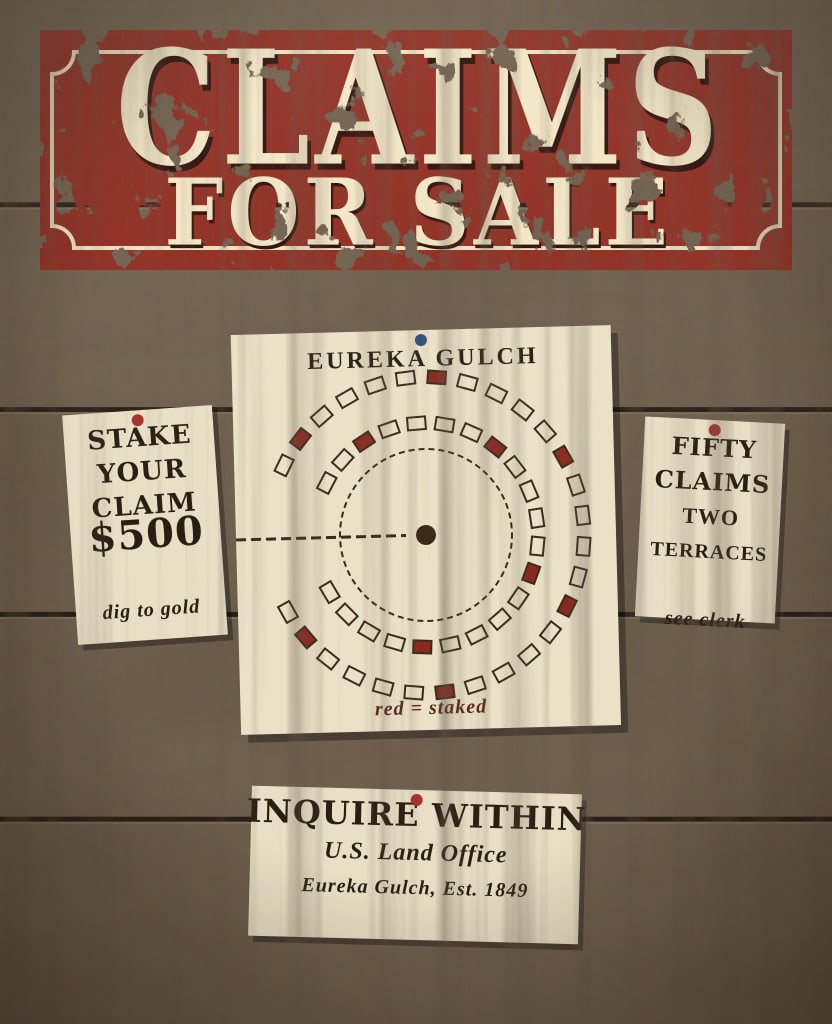 CLAIMS
FOR SALE
EUREKA GULCH
red = staked
STAKE
YOUR
CLAIM
$500
dig to gold
FIFTY
CLAIMS
TWO
TERRACES
see clerk
INQUIRE WITHIN
U.S. Land Office
Eureka Gulch, Est. 1849